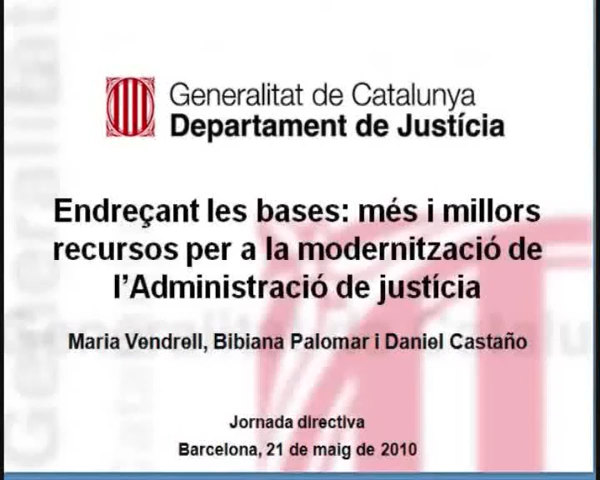 Generalitat de Catalunya
Departament de Justícia
Endreçant les bases: més i millors
recursos per a la modernització de
l’Administració de justícia
Maria Vendrell, Bibiana Palomar i Daniel Castaño
Jornada directiva
Barcelona, 21 de maig de 2010